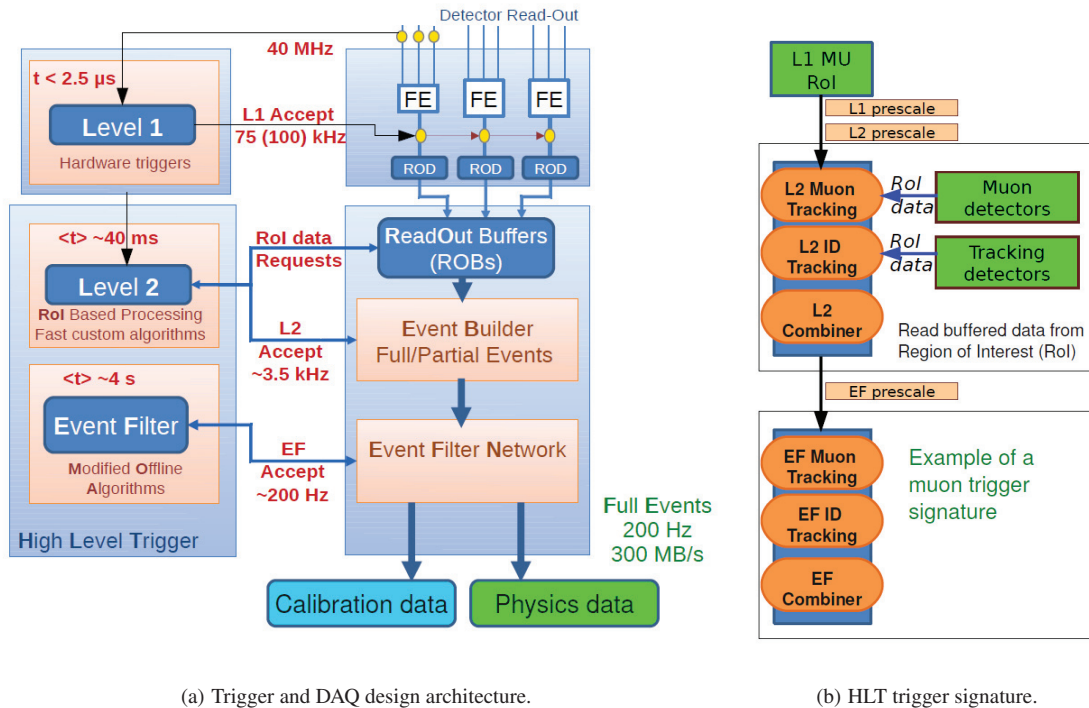 Detector Read-Out
40 MHz
t < 2.5 µs
Level 1
Hardware triggers
L1 Accept
75 (100) kHz
FE
FE
FE
ROD
ROD
ROD
<t> ~40 ms
Level 2
RoI Based Processing
Fast custom algorithms
RoI data
Requests
ReadOut Buffers
(ROBs)
L2
Accept
~3.5 kHz
Event Builder
Full/Partial Events
<t> ~4 s
Event Filter
Modified Offline
Algorithms
High Level Trigger
EF
Accept
~200 Hz
Event Filter Network
Full Events
200 Hz
300 MB/s
Calibration data
Physics data
(a) Trigger and DAQ design architecture.
L1 MU
RoI
L1 prescale
L2 prescale
L2 Muon
Tracking
RoI
data
Muon
detectors
L2 ID
Tracking
RoI
data
Tracking
detectors
L2
Combiner
Read buffered data from
Region of Interest (RoI)
EF prescale
EF Muon
Tracking
EF ID
Tracking
EF
Combiner
Example of a
muon trigger
signature
(b) HLT trigger signature.